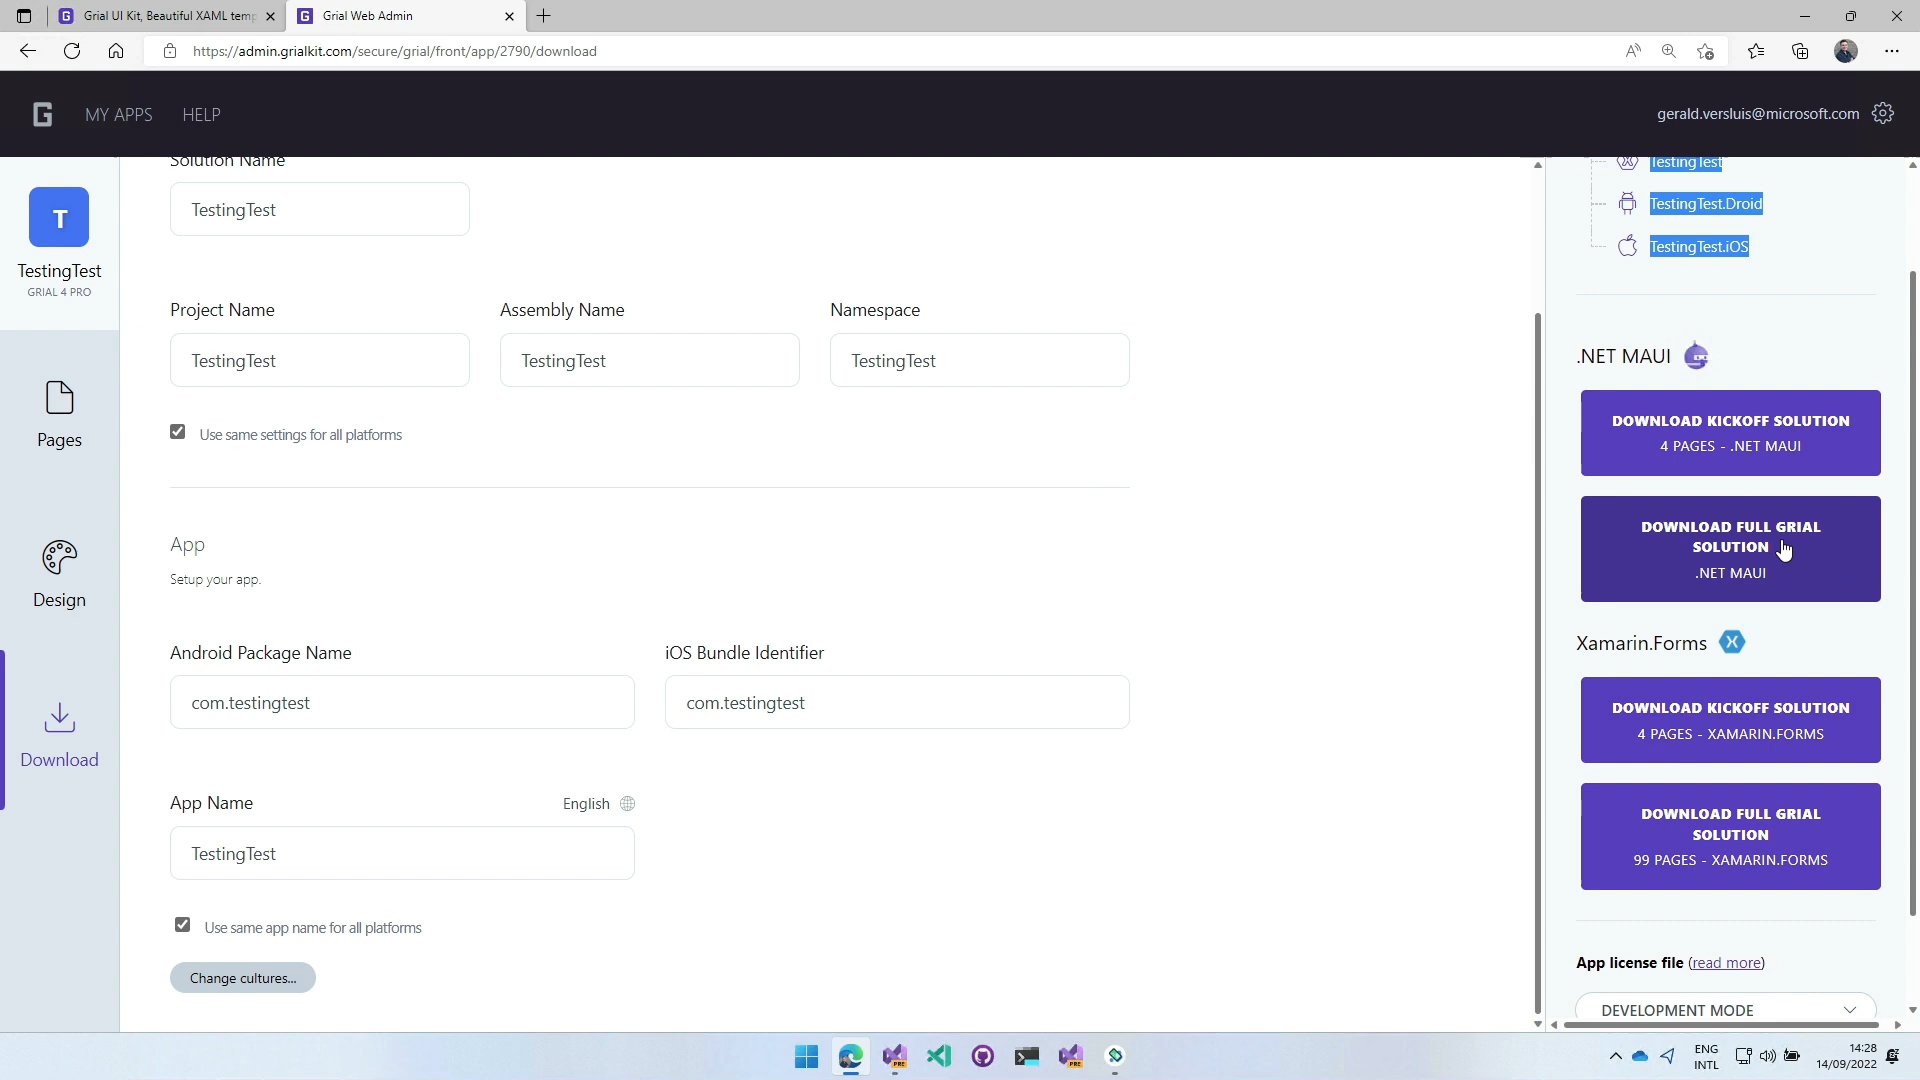 Grial UI Kit, Beautiful XAML temp
Grial Web Admin
https://admin.grialkit.com/secure/grial/front/app/2790/download
G
MY APPS
HELP
gerald.versluis@microsoft.com
T
TestingTest
GRIAL 4 PRO
Pages
Design
Download
Solution Name
TestingTest
Project Name
Assembly Name
Namespace
TestingTest
TestingTest
TestingTest
Use same settings for all platforms
App
Setup your app.
Android Package Name
iOS Bundle Identifier
com.testingtest
com.testingtest
App Name
English
TestingTest
Use same app name for all platforms
Change cultures...
TestingTest
TestingTest.Droid
TestingTest.iOS
.NET MAUI
DOWNLOAD KICKOFF SOLUTION
4 PAGES - .NET MAUI
DOWNLOAD FULL GRIAL
SOLUTION
.NET MAUI
Xamarin.Forms
DOWNLOAD KICKOFF SOLUTION
4 PAGES - XAMARIN.FORMS
DOWNLOAD FULL GRIAL
SOLUTION
99 PAGES - XAMARIN.FORMS
App license file (read more)
DEVELOPMENT MODE
ENG
INTL
14:28
14/09/2022